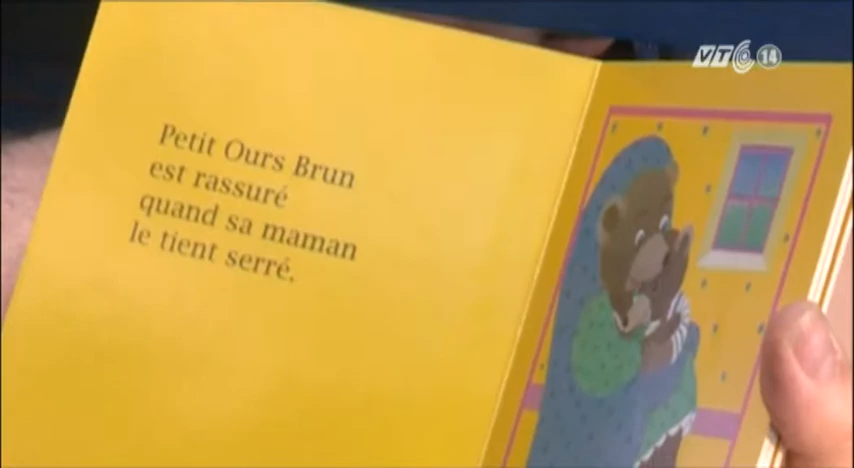 Petit Ours Brun
est rassuré
quand sa maman
le tient serré.
VTC 14